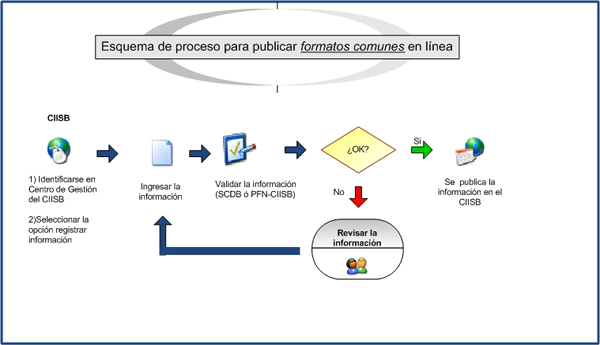 Esquema de proceso para publicar formatos comunes en línea
CIISB
1) Identificarse en
Centro de Gestión
del CIISB
2)Seleccionar la
opción registrar
información
Ingresar la
información
Validar la información
(SCDB ó PFN-CIISB)
¿OK?
Si
No
Se publica la
información en el
CIISB
Revisar la
información